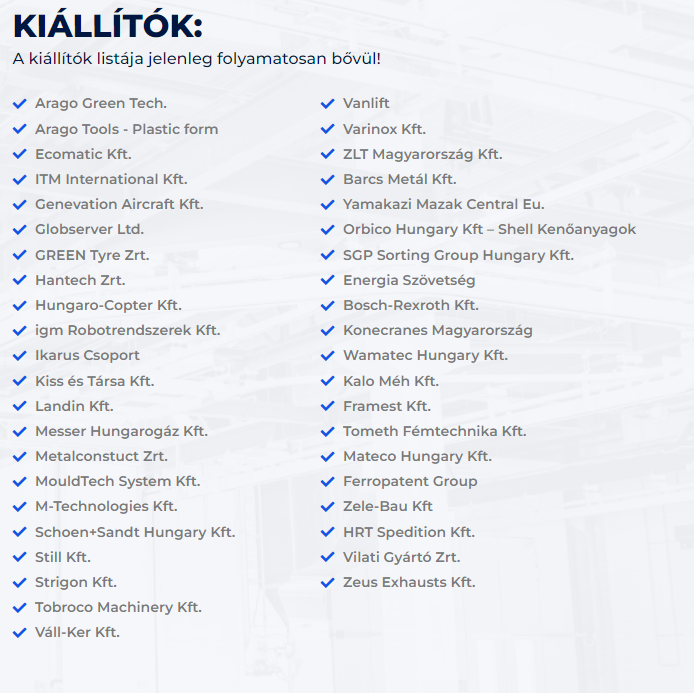 KIÁLLÍTÓK:
A kiállítók listája jelenleg folyamatosan bővül!
Arago Green Tech.
Arago Tools - Plastic form
Ecomatic Kft.
ITM International Kft.
Genevation Aircraft Kft.
Globserver Ltd.
GREEN Tyre Zrt.
Hantech Zrt.
Hungaro-Copter Kft.
igm Robotrendszerek Kft.
Ikarus Csoport
Kiss és Társa Kft.
Landin Kft.
Messer Hungarogáz Kft.
Metalconstuct Zrt.
MouldTech System Kft.
M-Technologies Kft.
Schoen+Sandt Hungary Kft.
Still Kft.
Strigon Kft.
Tobroco Machinery Kft.
Váll-Ker Kft.
Vanlift
Varinox Kft.
ZLT Magyarország Kft.
Barcs Metál Kft.
Yamakazi Mazak Central Eu.
Orbico Hungary Kft – Shell Kenőanyagok
SGP Sorting Group Hungary Kft.
Energia Szövetség
Bosch-Rexroth Kft.
Konecranes Magyarország
Wamatec Hungary Kft.
Kalo Méh Kft.
Framest Kft.
Tometh Fémtechnika Kft.
Mateco Hungary Kft.
Ferropatent Group
Zele-Bau Kft
HRT Spedition Kft.
Vilati Gyártó Zrt.
Zeus Exhausts Kft.